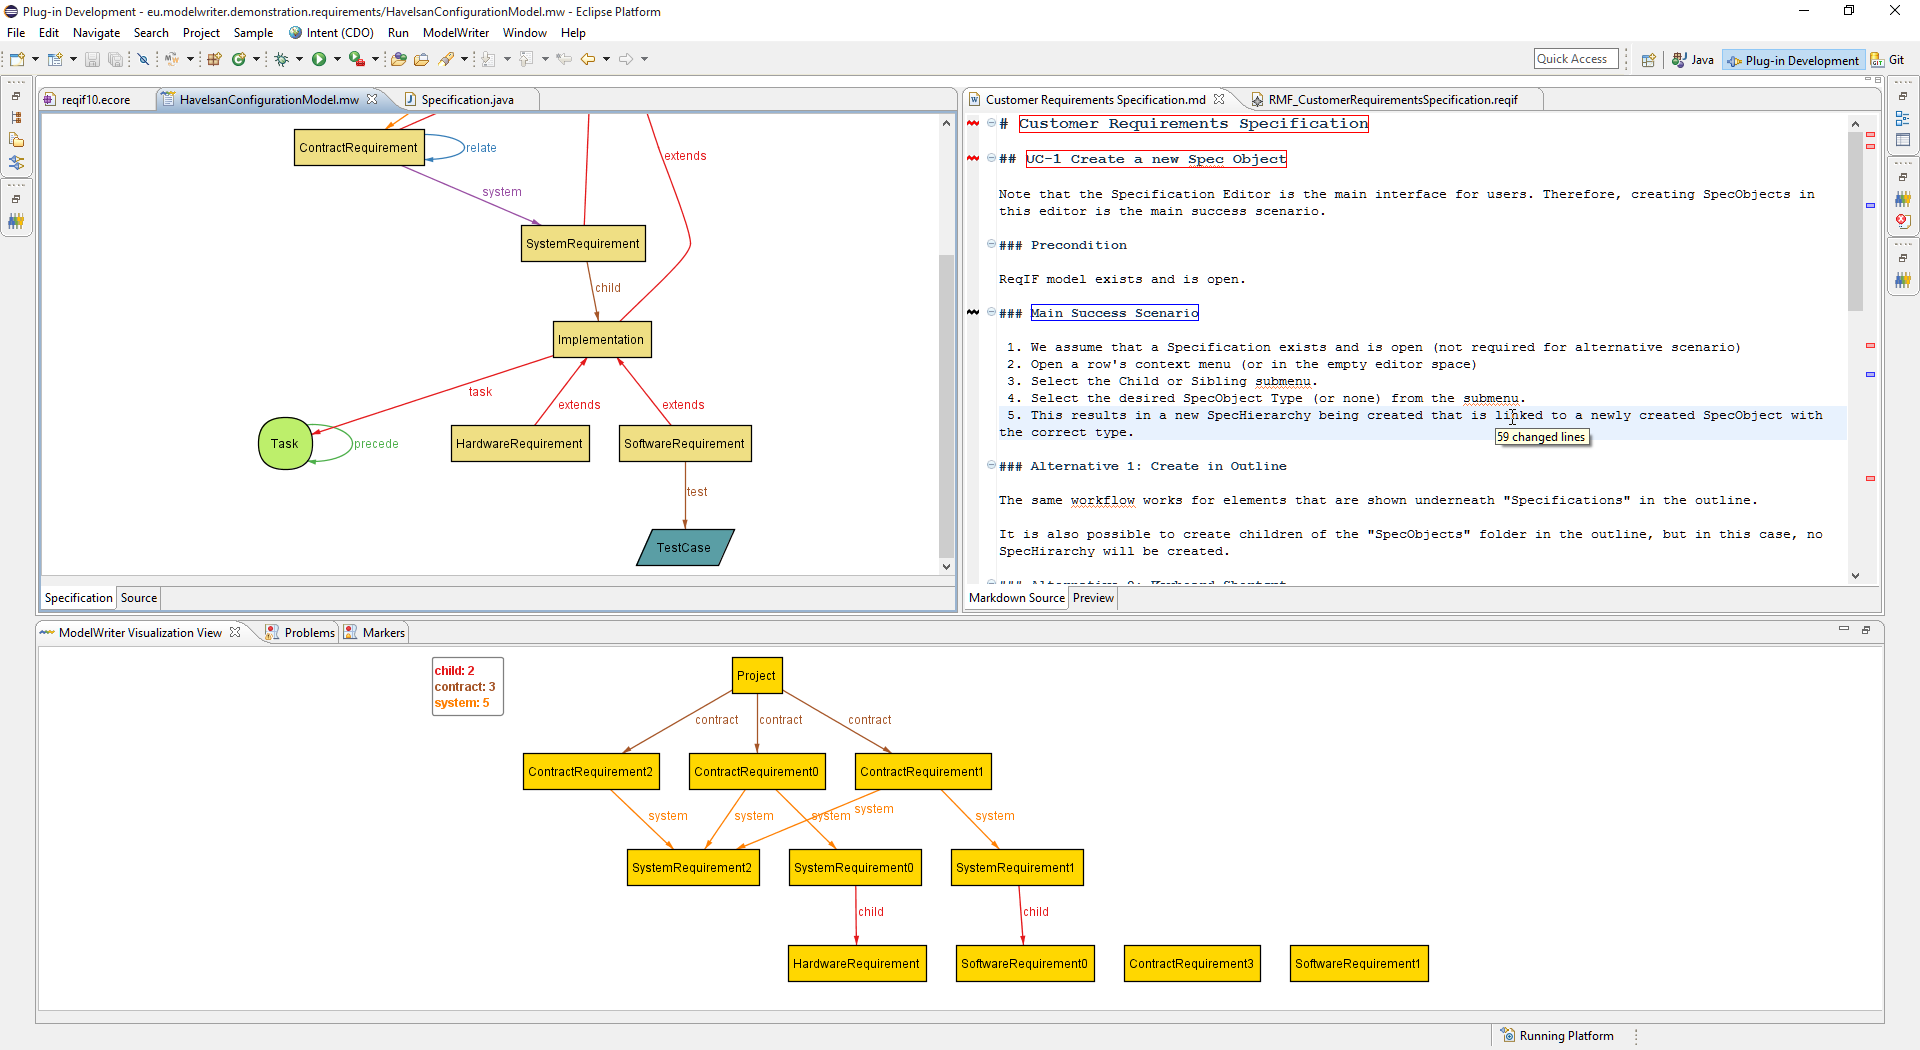 Plug-in Development - eu.modelwriter.demonstration.requirements/HavelsanConfigurationModel.mw - Eclipse Platform
File Edit Navigate Search Project Sample Intent (CDO) Run ModelWriter Window Help
Quick Access Java Plug-in Development Git
reqif10.ecore HavelsanConfigurationModel.mw Specification.java
ContractRequirement
relate
extends
system
SystemRequirement
child
Implementation
task
extends
extends
Task
precede
HardwareRequirement
SoftwareRequirement
test
TestCase
Specification Source
Customer Requirements Specification.md RMF_CustomerRequirementsSpecification.reqif
# Customer Requirements Specification
## UC-1 Create a new Spec Object
Note that the Specification Editor is the main interface for users. Therefore, creating SpecObjects in
this editor is the main success scenario.
### Precondition
ReqIF model exists and is open.
### Main Success Scenario
1. We assume that a Specification exists and is open (not required for alternative scenario)
2. Open a row's context menu (or in the empty editor space)
3. Select the Child or Sibling submenu.
4. Select the desired SpecObject Type (or none) from the submenu.
5. This results in a new SpecHierarchy being created that is linked to a newly created SpecObject with
the correct type.
59 changed lines
### Alternative 1: Create in Outline
The same workflow works for elements that are shown underneath "Specifications" in the outline.
It is also possible to create children of the "SpecObjects" folder in the outline, but in this case, no
SpecHirarchy will be created.
Markdown Source Preview
ModelWriter Visualization View Problems Markers
child: 2
contract: 3
system: 5
Project
contract contract contract
ContractRequirement2 ContractRequirement0 ContractRequirement1
system system system system system
SystemRequirement2 SystemRequirement0 SystemRequirement1
child child
HardwareRequirement SoftwareRequirement0 ContractRequirement3 SoftwareRequirement1
Running Platform